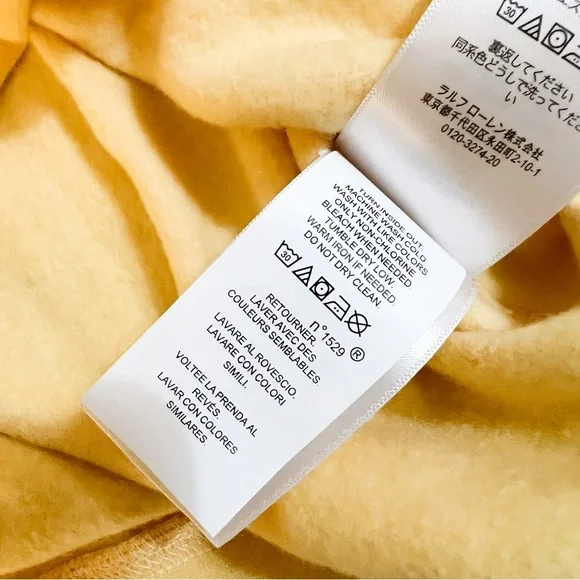 裏返してください
同系色どうしで洗ってくださ
い
ラルフ ローレン株式会社
東京都千代田区永田町2-10-1
0120-3274-20
TURN INSIDE OUT.
MACHINE WASH COLD
WASH WITH LIKE COLORS
ONLY NON-CHLORINE
BLEACH WHEN NEEDED
TUMBLE DRY LOW.
WARM IRON IF NEEDED.
DO NOT DRY CLEAN.
n°1529 ®
RETOURNER.
LAVER AVEC DES
COULEURS SEMBLABLES.
LAVARE AL ROVESCIO.
LAVARE CON COLORI
SIMILI.
VOLTEE LA PRENDA AL
REVÉS.
LAVAR CON COLORES
SIMILARES.